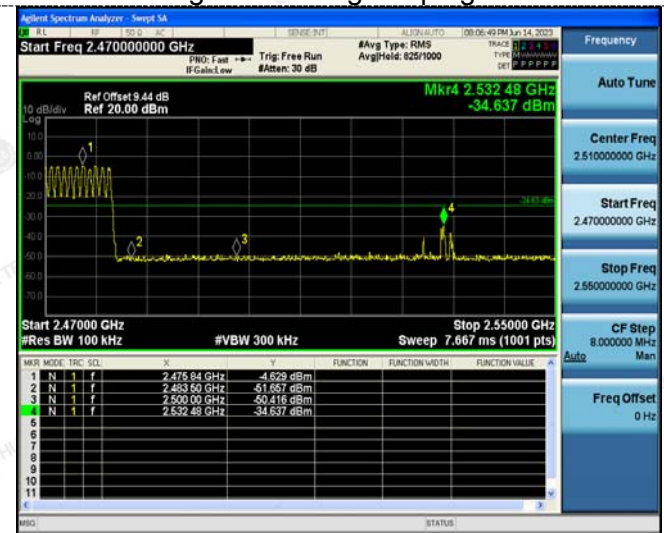 Agilent Spectrum Analyzer - Swept SA
RL RF 50 Ω AC SENSE:INT ALIGN AUTO 08:06:49 PM Jun 14, 2023
Start Freq 2.470000000 GHz
PNO: Fast Trig: Free Run #Avg Type: RMS TRACE 1 2 3 4 5 6
IFGain:Low #Atten: 30 dB Avg|Hold: 825/1000 TYPE
DET P P P P P P
Frequency
Auto Tune
Mkr4 2.532 48 GHz
-34.637 dBm
Ref Offset 9.44 dB
10 dB/div Ref 20.00 dBm
Log
10.0
0.00
-10.0
-20.0
-30.0
-40.0
-50.0
-60.0
-70.0
1
2
3
4
-24.63 dBm
Center Freq
2.510000000 GHz
Start Freq
2.470000000 GHz
Stop Freq
2.550000000 GHz
CF Step
8.000000 MHz
Auto Man
Freq Offset
0 Hz
Start 2.47000 GHz Stop 2.55000 GHz
#Res BW 100 kHz #VBW 300 kHz Sweep 7.667 ms (1001 pts)
MKR MODE TRC SCL X Y FUNCTION FUNCTION WIDTH FUNCTION VALUE
1 N 1 f 2.475 84 GHz -4.629 dBm
2 N 1 f 2.483 50 GHz -51.657 dBm
3 N 1 f 2.500 00 GHz -50.416 dBm
4 N 1 f 2.532 48 GHz -34.637 dBm
5
6
7
8
9
10
11
MSG STATUS